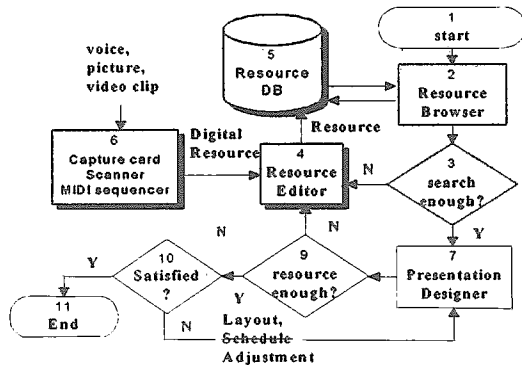 1
start
voice,
picture,
video clip
5
Resource
DB
2
Resource
Browser
6
Capture card
Scanner
MIDI sequencer
Digital
Resource
Resource
4
Resource
Editor
N
3
search
enough?
Y
N
N
10
Satisfied
?
Y
9
resource
enough?
Y
7
Presentation
Designer
11
End
N
Layout,
Schedule
Adjustment